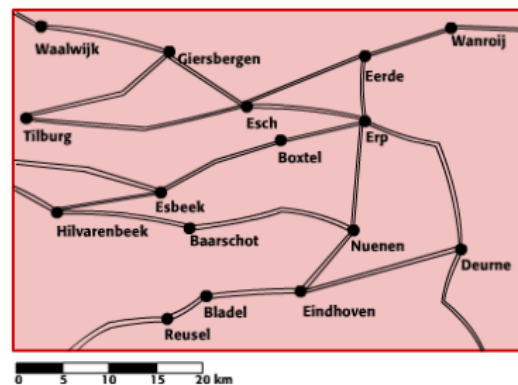 Waalwijk
Giersbergen
Wanroij
Eerde
Esch
Tilburg
Erp
Boxtel
Esbeek
Hilvarenbeek
Baarschot
Nuenen
Deurne
Bladel
Eindhoven
Reusel
0 5 10 15 20 km